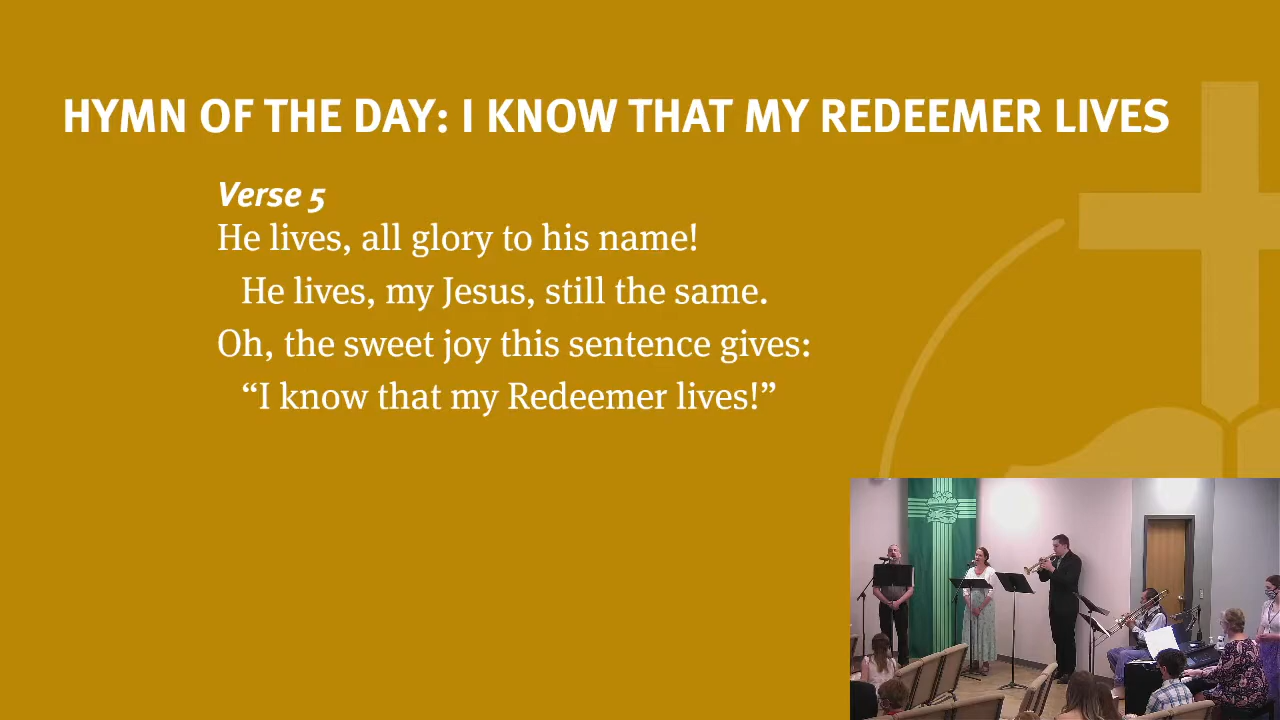 HYMN OF THE DAY: I KNOW THAT MY REDEEMER LIVES
Verse 5
He lives, all glory to his name!
He lives, my Jesus, still the same.
Oh, the sweet joy this sentence gives:
“I know that my Redeemer lives!”